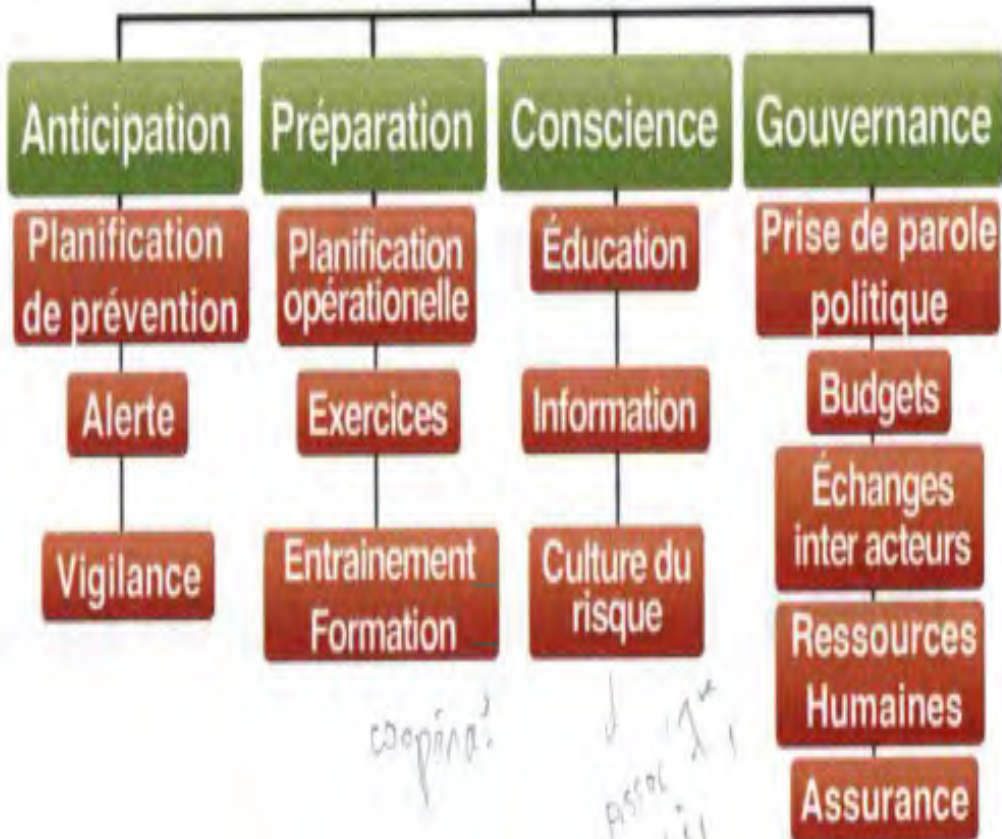 Anticipation
Planification
de prévention
Alerte
Vigilance
Préparation
Planification
opérationelle
Exercices
Entrainement
Formation
Conscience
Éducation
Information
Culture du
risque
Gouvernance
Prise de parole
politique
Budgets
Échanges
inter acteurs
Ressources
Humaines
Assurance